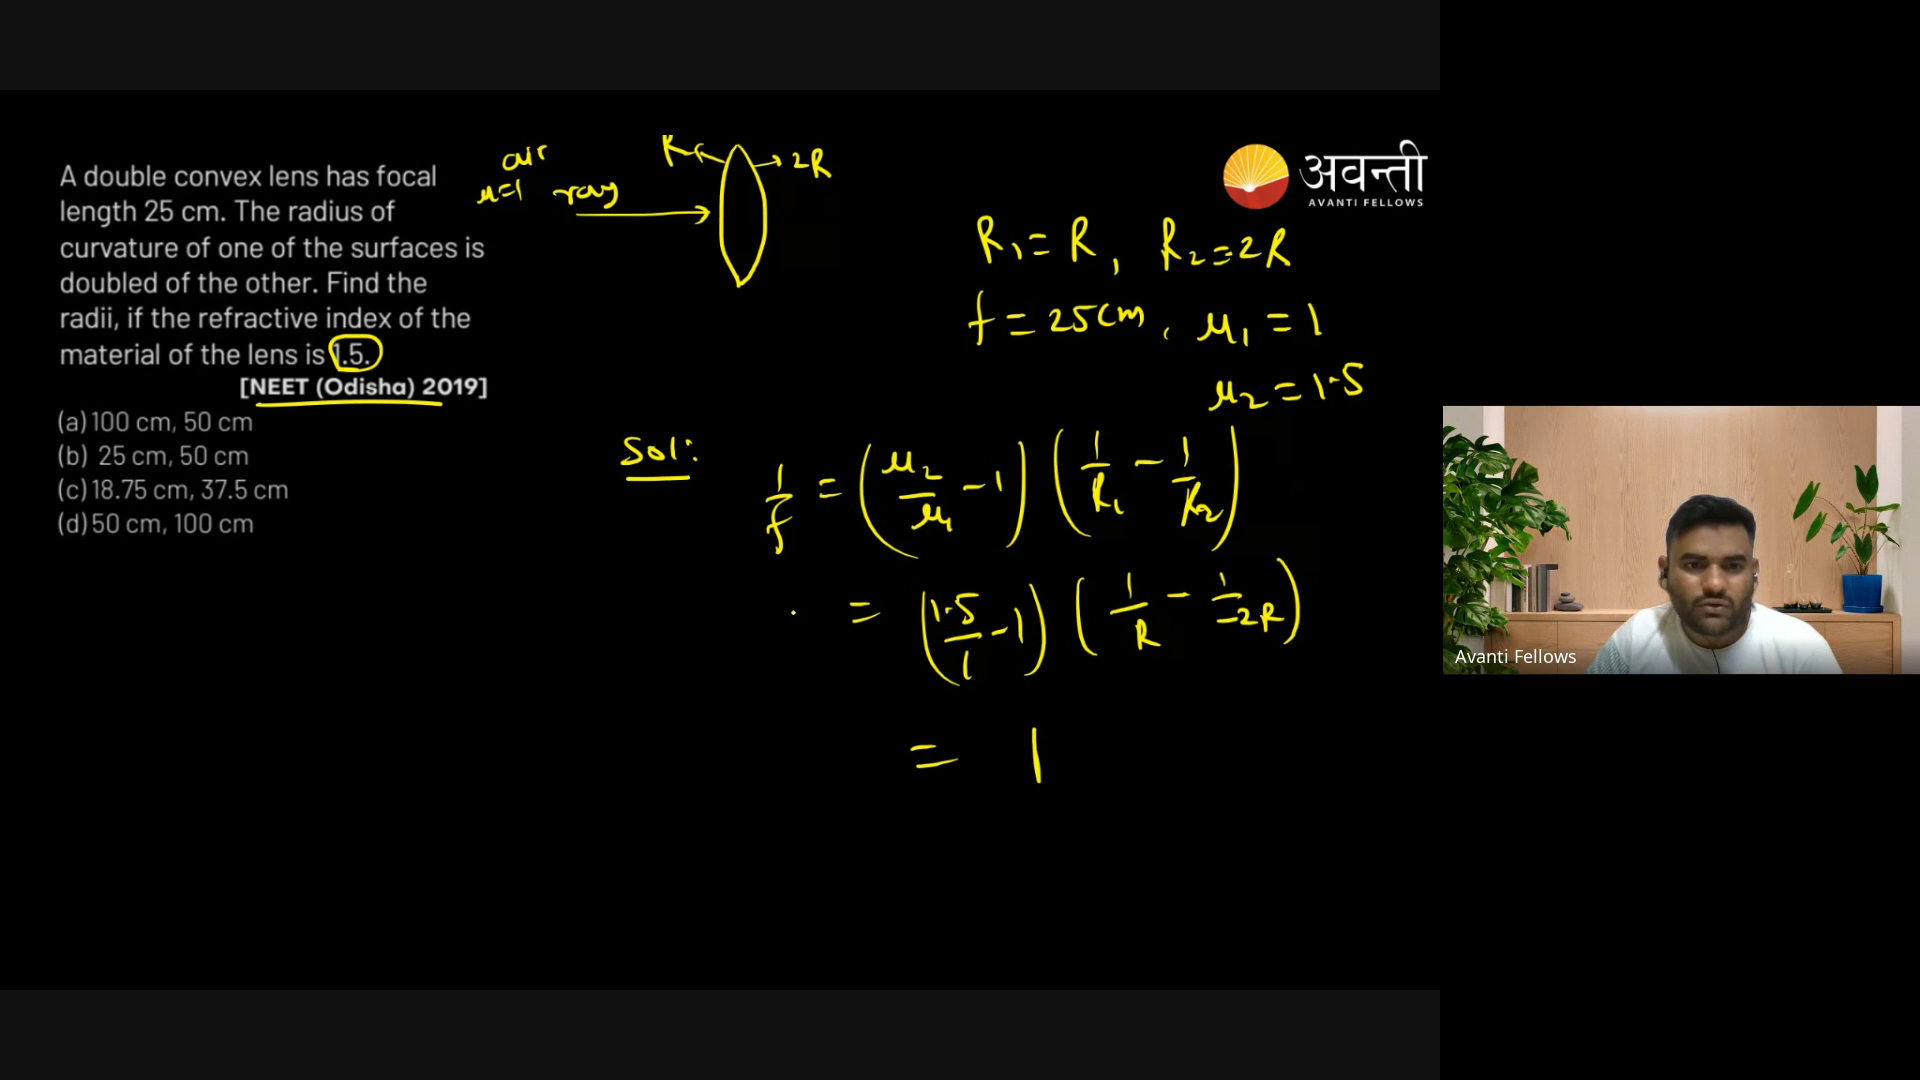 A double convex lens has focal
length 25 cm. The radius of
curvature of one of the surfaces is
doubled of the other. Find the
radii, if the refractive index of the
material of the lens is 1.5.
[NEET (Odisha) 2019]
(a) 100 cm, 50 cm
(b) 25 cm, 50 cm
(c) 18.75 cm, 37.5 cm
(d) 50 cm, 100 cm
air
μ=1 ray
R 2R
अवन्ती
AVANTI FELLOWS
R₁ = R, R₂ = 2R
f = 25cm, μ₁ = 1
μ₂ = 1.5
Sol:
1/f = (μ₂/μ₁ - 1) (1/R₁ - 1/R₂)
= (1.5/1 - 1) (1/R - 1/-2R)
= 1
Avanti Fellows